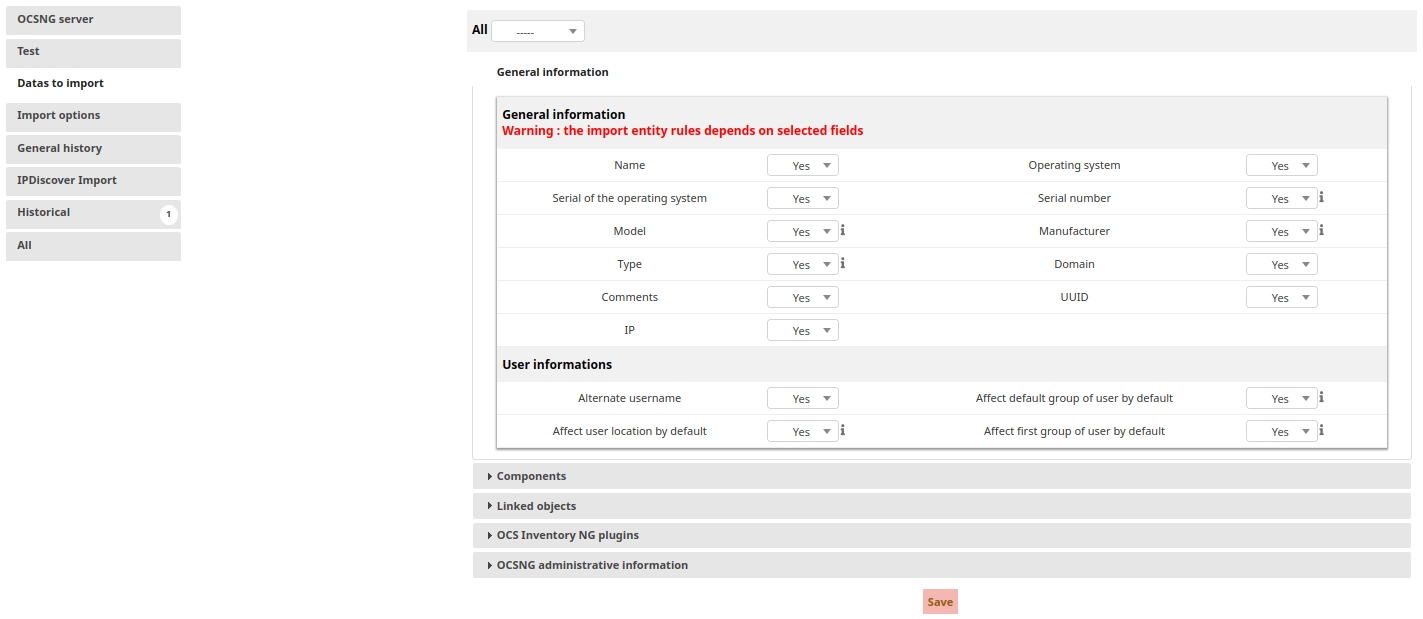 OCSNG server
Test
Datas to import
Import options
General history
IPDiscover Import
Historical 1
All
All -----
General information
General information
Warning : the import entity rules depends on selected fields
Name Yes Operating system Yes
Serial of the operating system Yes Serial number Yes
Model Yes Manufacturer Yes
Type Yes Domain Yes
Comments Yes UUID Yes
IP Yes
User informations
Alternate username Yes Affect default group of user by default Yes
Affect user location by default Yes Affect first group of user by default Yes
Components
Linked objects
OCS Inventory NG plugins
OCSNG administrative information
Save